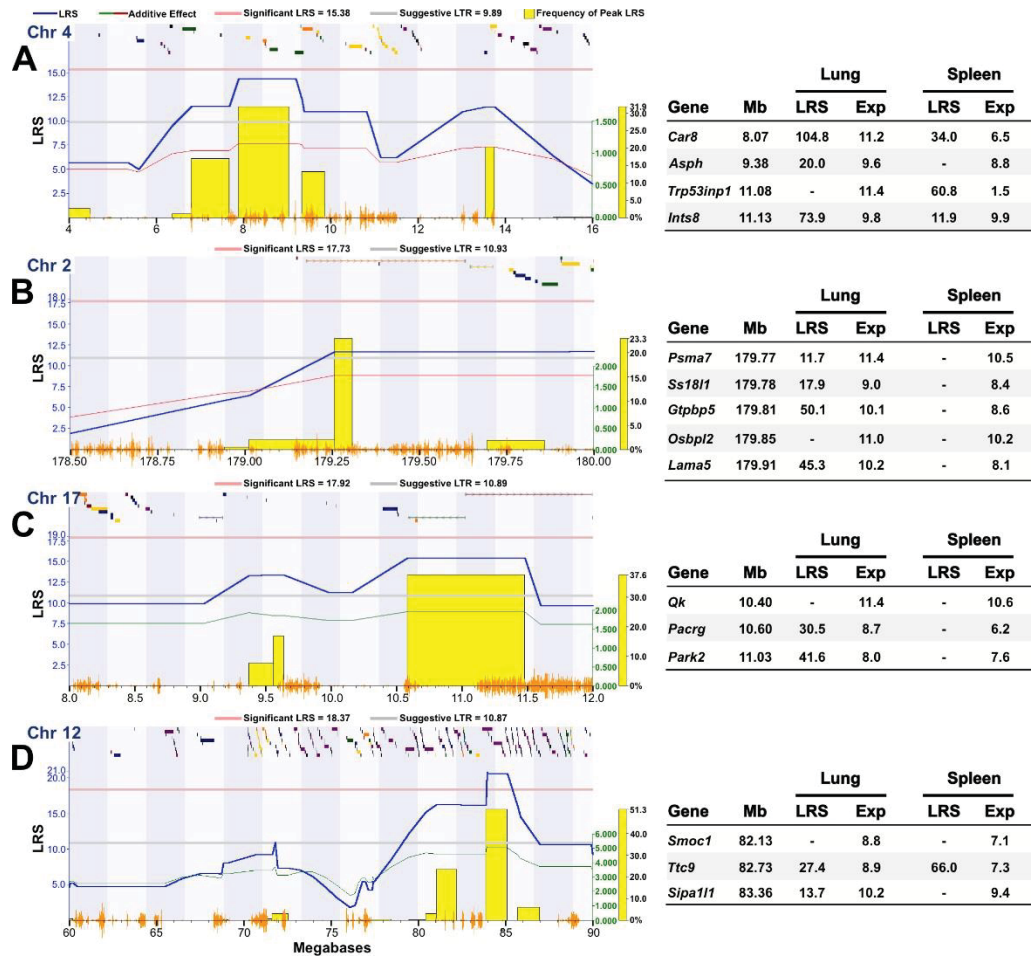 LRS Additive Effect Significant LRS = 15.38 Suggestive LTR = 9.89 Frequency of Peak LRS
A
Chr 4
LRS
15.0
12.5
10.0
7.5
5.0
2.5
31.9
30.0
25.0
20.0
15.0
10.0
5.0
0%
1.500
1.000
0.500
0.000
4 6 8 10 12 14 16
Lung Spleen
Gene Mb LRS Exp LRS Exp
Car8 8.07 104.8 11.2 34.0 6.5
Asph 9.38 20.0 9.6 - 8.8
Trp53inp1 11.08 - 11.4 60.8 1.5
Ints8 11.13 73.9 9.8 11.9 9.9
Significant LRS = 17.73 Suggestive LTR = 10.93
B
Chr 2
LRS
18.0
17.5
15.0
12.5
10.0
7.5
5.0
2.5
23.3
20.0
15.0
10.0
5.0
0%
2.000
1.500
1.000
0.500
0.000
178.50 178.75 179.00 179.25 179.50 179.75 180.00
Lung Spleen
Gene Mb LRS Exp LRS Exp
Psma7 179.77 11.7 11.4 - 10.5
Ss18l1 179.78 17.9 9.0 - 8.4
Gtpbp5 179.81 50.1 10.1 - 8.6
Osbpl2 179.85 - 11.0 - 10.2
Lama5 179.91 45.3 10.2 - 8.1
Significant LRS = 17.92 Suggestive LTR = 10.89
C
Chr 17
LRS
19.0
17.5
15.0
12.5
10.0
7.5
5.0
2.5
37.6
30.0
20.0
10.0
0%
2.000
1.500
1.000
0.500
0.000
8.0 8.5 9.0 9.5 10.0 10.5 11.0 11.5 12.0
Lung Spleen
Gene Mb LRS Exp LRS Exp
Qk 10.40 - 11.4 - 10.6
Pacrg 10.60 30.5 8.7 - 6.2
Park2 11.03 41.6 8.0 - 7.6
Significant LRS = 18.37 Suggestive LTR = 10.87
D
Chr 12
LRS
21.0
20.0
15.0
10.0
5.0
51.3
40.0
30.0
20.0
10.0
0%
6.000
5.000
4.000
3.000
2.000
1.000
0.000
60 65 70 75 80 85 90
Megabases
Lung Spleen
Gene Mb LRS Exp LRS Exp
Smoc1 82.13 - 8.8 - 7.1
Ttc9 82.73 27.4 8.9 66.0 7.3
Sipa1l1 83.36 13.7 10.2 - 9.4